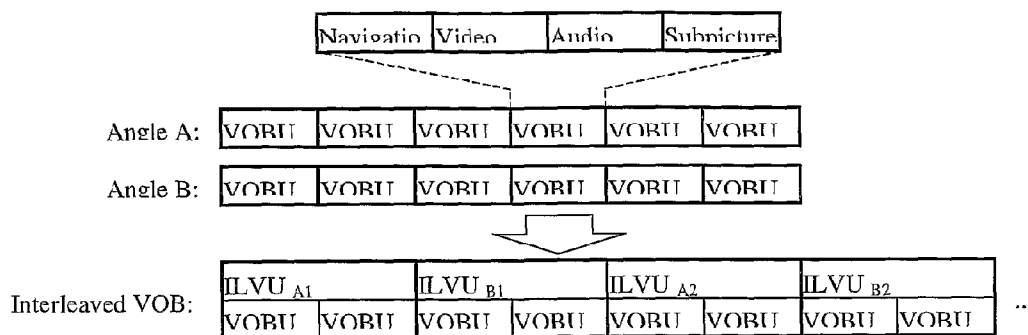 Navigatio Video Audio Subpicture
Angle A: VOBU VOBU VOBU VOBU VOBU VOBU
Angle B: VOBU VOBU VOBU VOBU VOBU VOBU
ILVU A1 ILVU B1 ILVU A2 ILVU B2
Interleaved VOB: VOBU VOBU VOBU VOBU VOBU VOBU VOBU VOBU ..